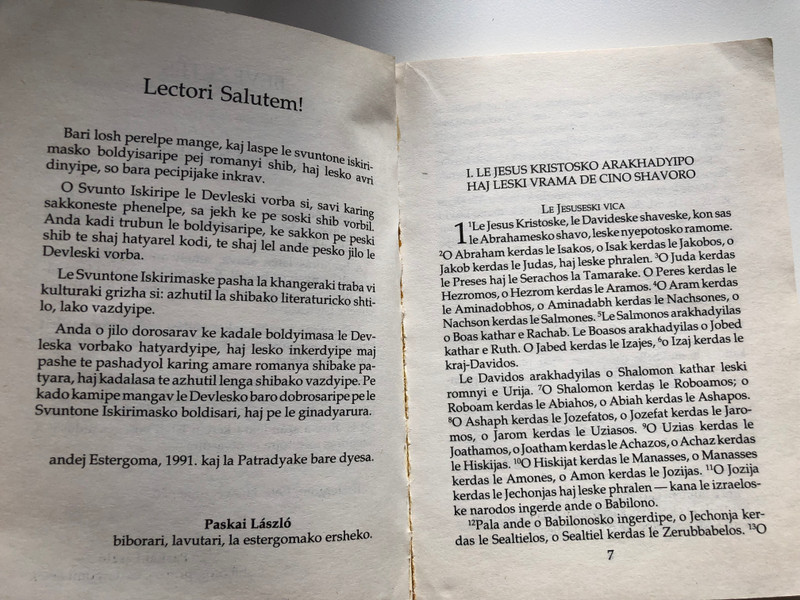 Lectori Salutem!
Bari losh perelpe mange, kaj laspe le svuntone iskiri-
masko boldyisaripe pej romanyi shib, haj lesko avri
dinyipe, so bara pecipijake inkrav.
O Svunto Iskiripe le Devleski vorba si, savi karing
sakkoneste phenelpe, sa jekh ke pe soski shib vorbil.
Anda kadi trubun le boldyisaripe, ke sakkon pe peski
shib te shaj hatyarel kodi, te shaj lel ande pesko jilo le
Devleski vorba.
Le Svuntone Iskirimaske pasha la khangeraki traba vi
kulturaki grizha si: azhutil la shibako literaturicko shti-
lo, lako vazdyipe.
Anda o jilo dorosarav ke kadale boldyimasa le Dev-
leska vorbako hatyardyipe, haj lesko inkerdyipe maj
pashe te pashadyol karing amare romanya shibake pa-
tyara, haj kadalasa te azhutil lenga shibako vazdyipe. Pe
kado kamipe mangav le Devlesko baro dobrosaripe pe le
Svuntone Iskirimasko boldisari, haj pe le ginadyarura.
andej Estergoma, 1991. kaj la Patradyake bare dyesa.
Paskai László
biborari, lavutari, la estergomako ersheko.
I. LE JESUS KRISTOSKO ARAKHADYIPO
HAJ LESKI VRAMA DE CINO SHAVORO
LE JESUSESKI VICA
1 ¹Le Jesus Kristoske, le Davideske shaveske, kon sas
le Abrahamesko shavo, leske nyepotosko ramome.
²O Abraham kerdas le Isakos, o Isak kerdas le Jakobos, o
Jakob kerdas le Judas, haj leske phralen. ³O Juda kerdas
le Preses haj le Serachos la Tamarake. O Peres kerdas le
Hezromos, o Hezrom kerdas le Aramos. ⁴O Aram kerdas
le Aminadobhos, o Aminadabh kerdas le Nachsones, o
Nachson kerdas le Salmones. ⁵Le Salmonos arakhadyilas
o Boas kathar e Rachab. Le Boasos arakhadyilas o Jobed
kathar e Ruth. O Jabed kerdas le Izajes, ⁶o Izaj kerdas le
kraj-Davidos.
Le Davidos arakhadyilas o Shalomon kathar leski
romnyi e Urija. ⁷O Shalomon kerdas le Roboamos; o
Roboam kerdas le Abiahos, o Abiah kerdas le Ashapos.
⁸O Ashaph kerdas le Jozefatos, o Jozefat kerdas le Jaro-
mos, o Jarom kerdas le Uziasos. ⁹O Uzias kerdas le
Joathamos, o Joatham kerdas le Achazos, o Achaz kerdas
le Hiskijas. ¹⁰O Hiskijat kerdas le Manasses, o Manasses
kerdas le Amones, o Amon kerdas le Jozijas. ¹¹O Jozija
kerdas le Jechonjas haj leske phralen — kana le izraelos-
ke narodos ingerde ande o Babilono.
¹²Pala ande o Babilonosko ingerdipe, o Jechonja ker-
das le Sealtielos, o Sealtiel kerdas le Zerubbabelos. ¹³O
7